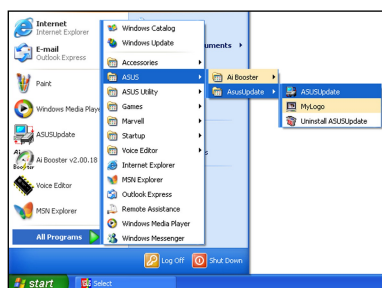 Internet
Internet Explorer
E-mail
Outlook Express
Paint
Windows Media Playe
ASUSUpdate
Ai Booster v2.00.18
Voice Editor
MSN Explorer
All Programs
Windows Catalog
Windows Update
Accessories
ASUS
ASUS Utility
Games
Marvell
Startup
Voice Editor
Internet Explorer
MSN Explorer
Outlook Express
Remote Assistance
Windows Media Player
Windows Messenger
uments
s
Ai Booster
AsusUpdate
ASUSUpdate
MyLogo
Uninstall ASUSUpdate
Log Off
Shut Down
start
Select